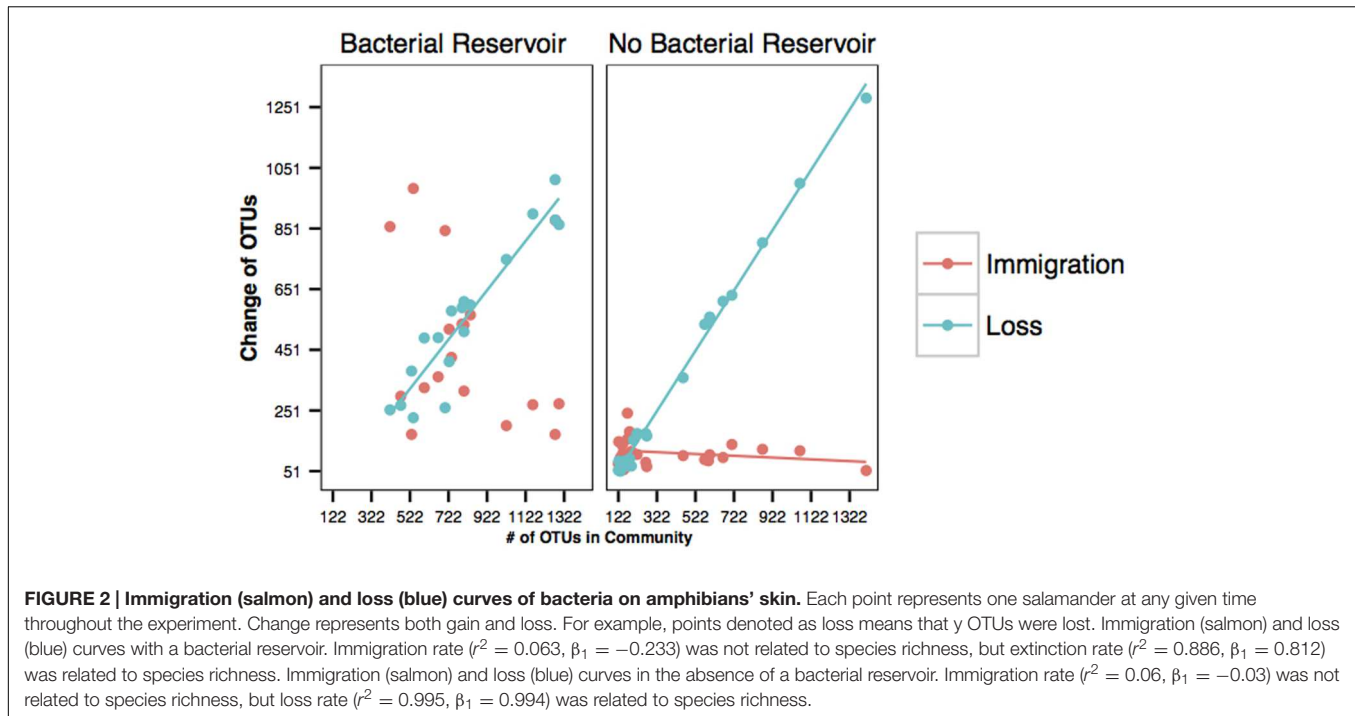 Bacterial Reservoir
No Bacterial Reservoir
Change of OTUs
1251
1051
851
651
451
251
51
122 322 522 722 922 1122 1322
122 322 522 722 922 1122 1322
# of OTUs in Community
Immigration
Loss
FIGURE 2 | Immigration (salmon) and loss (blue) curves of bacteria on amphibians' skin. Each point represents one salamander at any given time
throughout the experiment. Change represents both gain and loss. For example, points denoted as loss means that y OTUs were lost. Immigration (salmon) and loss
(blue) curves with a bacterial reservoir. Immigration rate (r² = 0.063, β₁ = −0.233) was not related to species richness, but extinction rate (r² = 0.886, β₁ = 0.812)
was related to species richness. Immigration (salmon) and loss (blue) curves in the absence of a bacterial reservoir. Immigration rate (r² = 0.06, β₁ = −0.03) was not
related to species richness, but loss rate (r² = 0.995, β₁ = 0.994) was related to species richness.